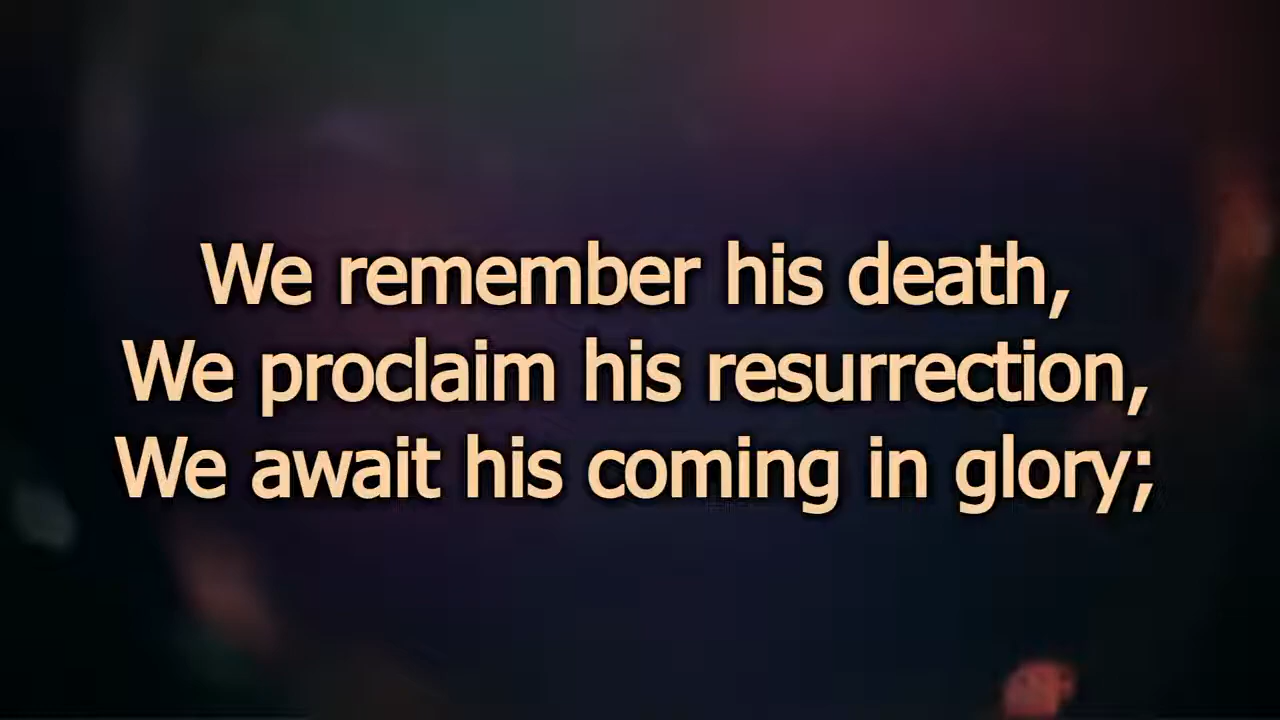 We remember his death,
We proclaim his resurrection,
We await his coming in glory;